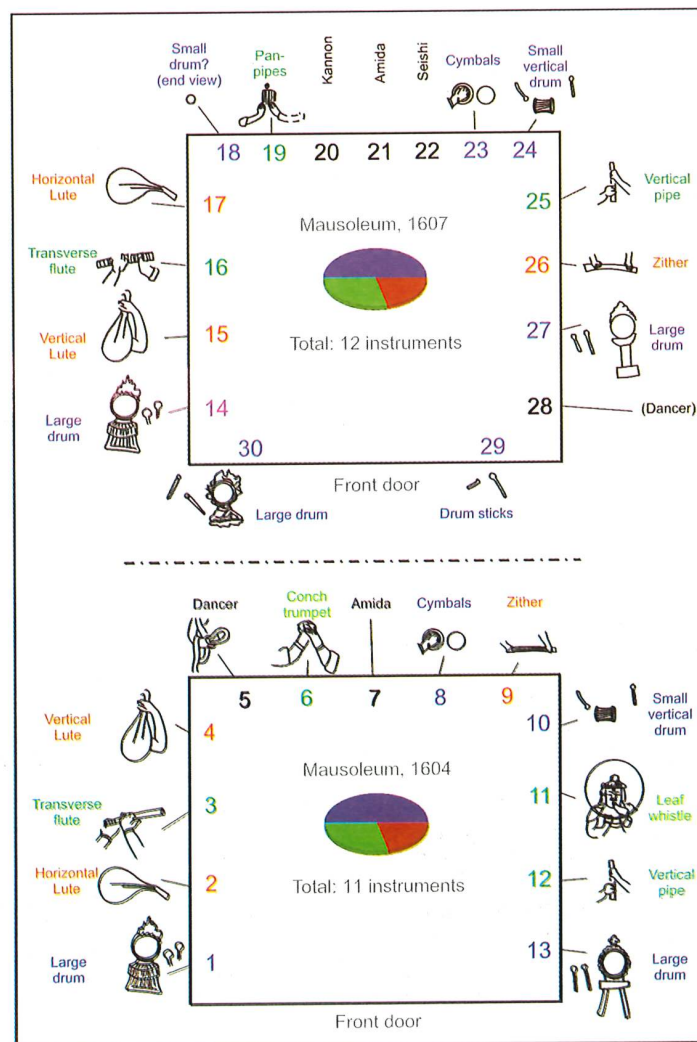 Small
drum?
(end view)
Pan-
pipes
Kannon
Amida
Seishi
Cymbals
Small
vertical
drum
18
19
20
21
22
23
24
Horizontal
Lute
17
25
Vertical
pipe
Mausoleum, 1607
Transverse
flute
16
26
Zither
Vertical
Lute
15
Total: 12 instruments
27
Large
drum
Large
drum
14
28
(Dancer)
30
29
Front door
Large drum
Drum sticks
Dancer
Conch
trumpet
Amida
Cymbals
Zither
5
6
7
8
9
Vertical
Lute
4
10
Small
vertical
drum
Mausoleum, 1604
Transverse
flute
3
11
Leaf
whistle
Horizontal
Lute
2
Total: 11 instruments
12
Vertical
pipe
Large
drum
1
13
Large
drum
Front door